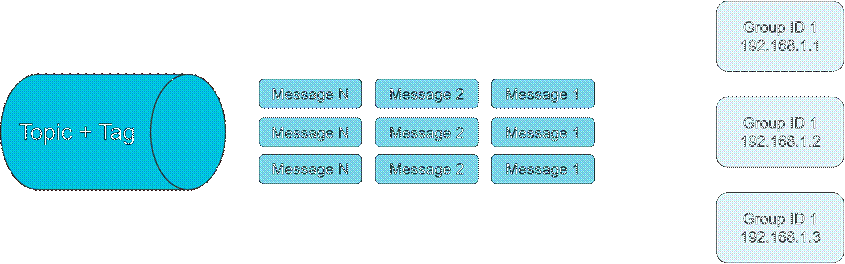 Topic + Tag
Message N Message 2 Message 1
Message N Message 2 Message 1
Message N Message 2 Message 1
Group ID 1
192.168.1.1
Group ID 1
192.168.1.2
Group ID 1
192.168.1.3